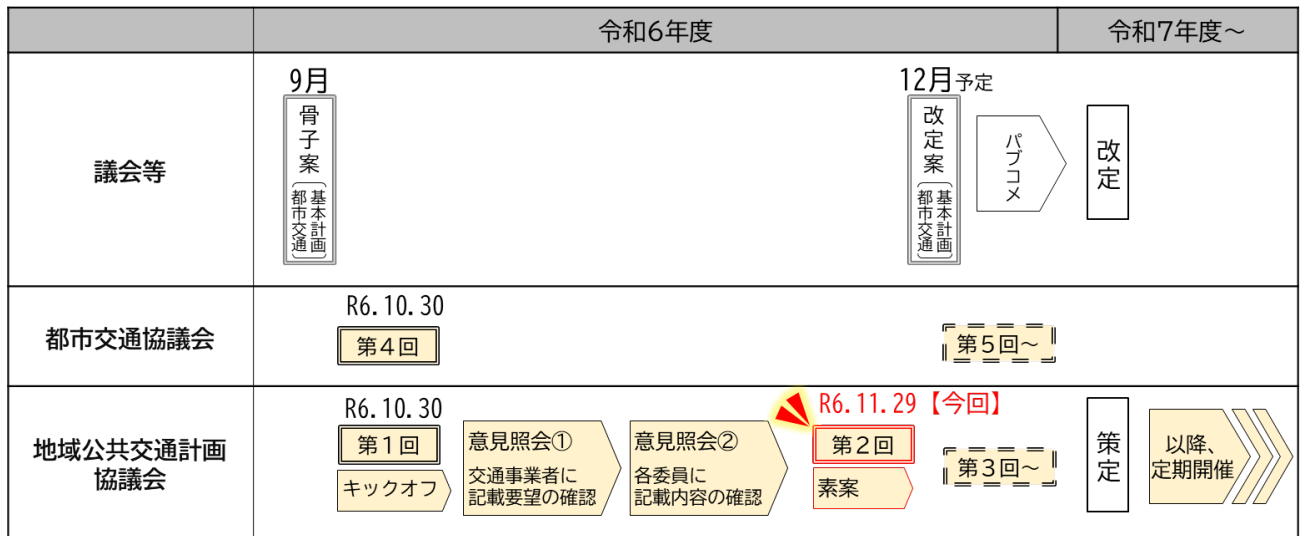 令和6年度
令和7年度～
議会等
9月
骨子案
都市交通
基本計画
12月予定
改定案
都市交通
基本計画
パブコメ
改定
都市交通協議会
R6.10.30
第4回
第5回～
地域公共交通計画
協議会
R6.10.30
第1回
キックオフ
意見照会①
交通事業者に
記載要望の確認
意見照会②
各委員に
記載内容の確認
R6.11.29【今回】
第2回
素案
第3回～
策定
以降、
定期開催